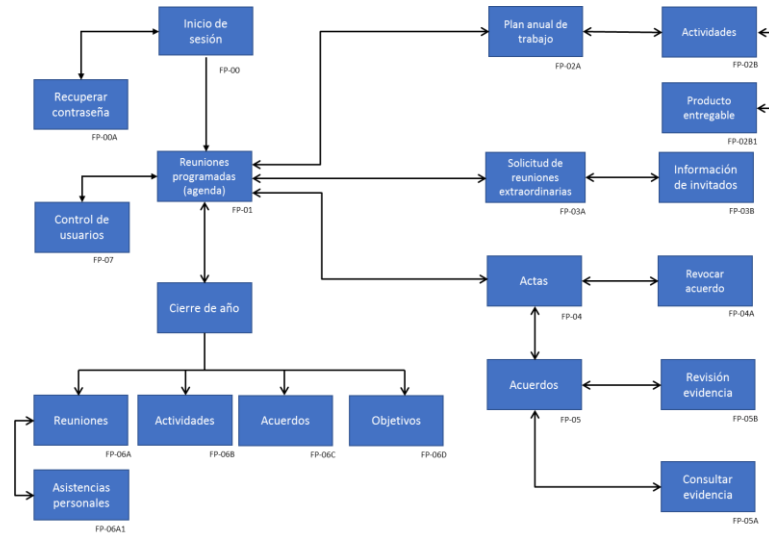 Inicio de
sesión
FP-00
Plan anual de
trabajo
FP-02A
Actividades
FP-02B
Recuperar
contraseña
FP-00A
Producto
entregable
FP-02B1
Reuniones
programadas
(agenda)
FP-01
Solicitud de
reuniones
extraordinarias
FP-03A
Información
de invitados
FP-03B
Control de
usuarios
FP-07
Actas
FP-04
Revocar
acuerdo
FP-04A
Cierre de año
Acuerdos
FP-05
Revisión
evidencia
FP-05B
Reuniones
FP-06A
Actividades
FP-06B
Acuerdos
FP-06C
Objetivos
FP-06D
Asistencias
personales
FP-06A1
Consultar
evidencia
FP-05A